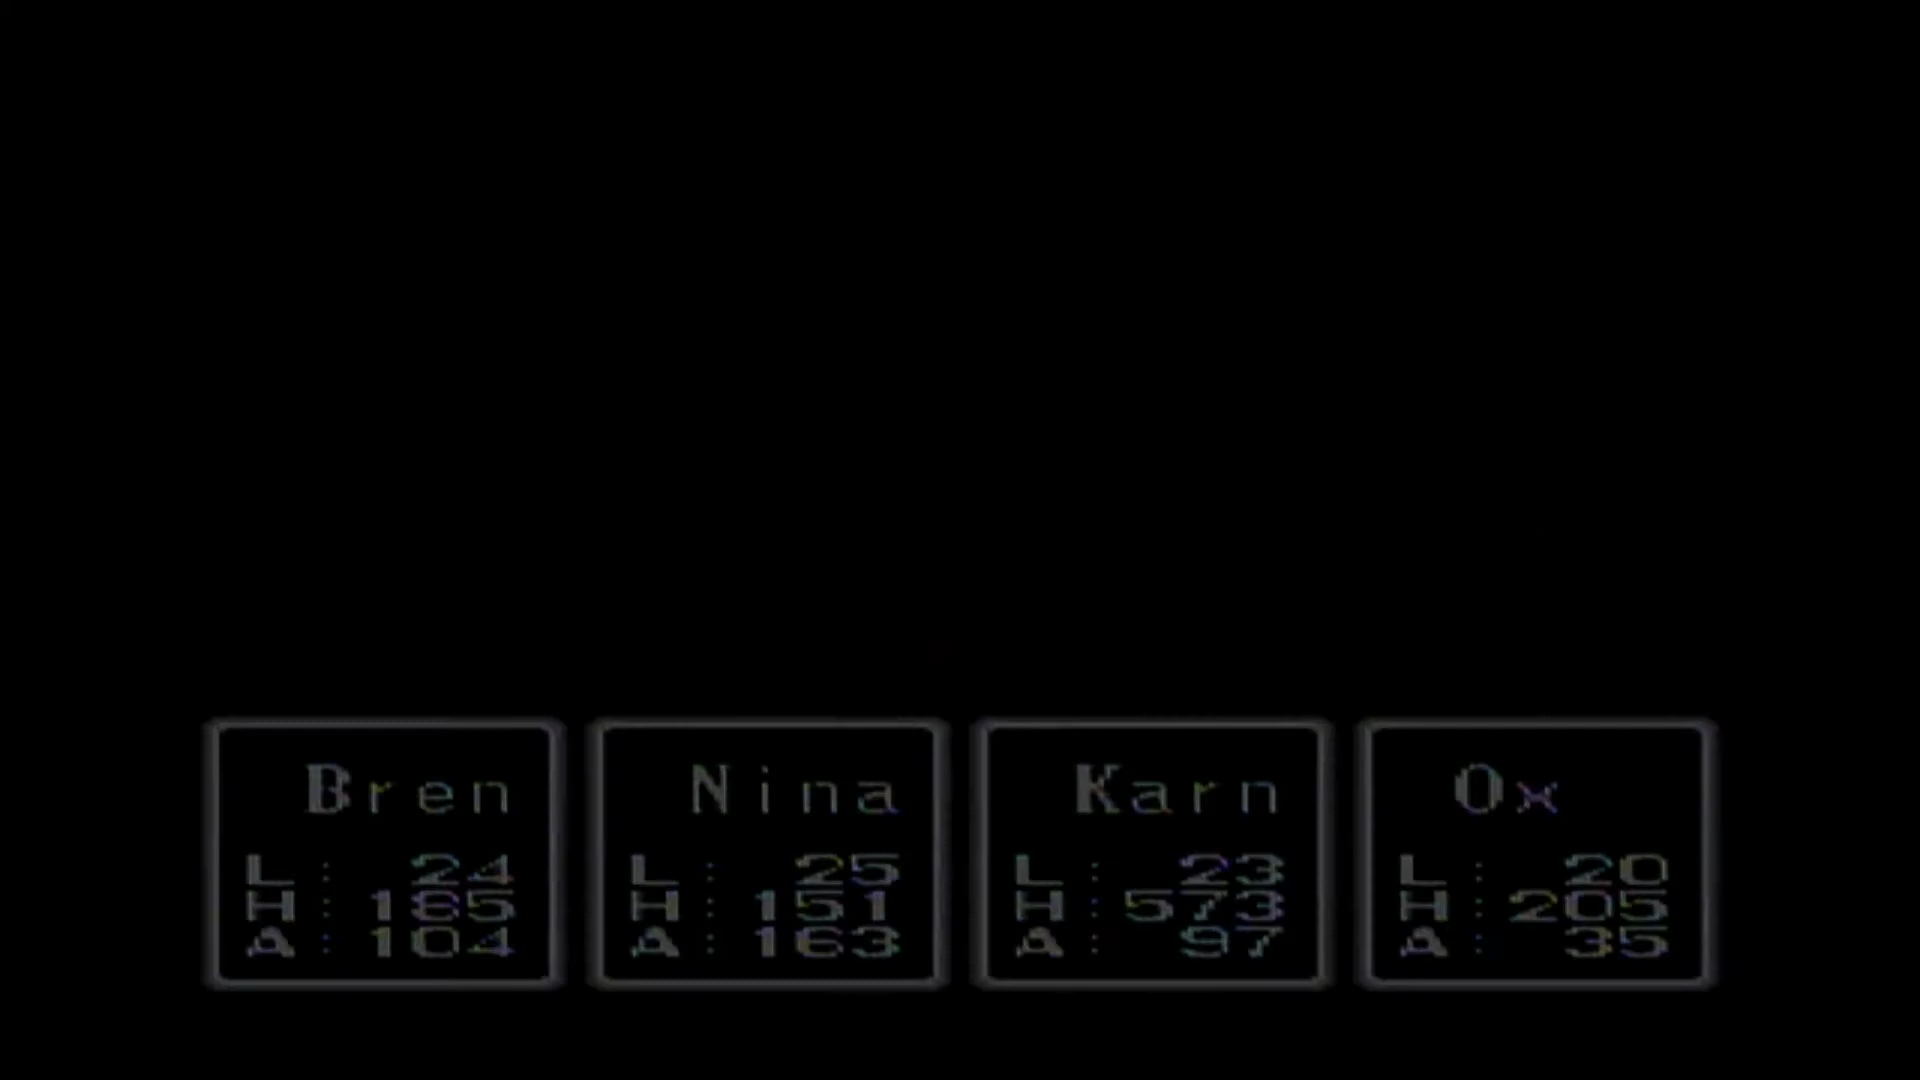 Bren
L : 24
H : 165
A : 104
Nina
L : 25
H : 151
A : 163
Karn
L : 23
H : 573
A : 97
Ox
L : 20
H : 205
A : 35